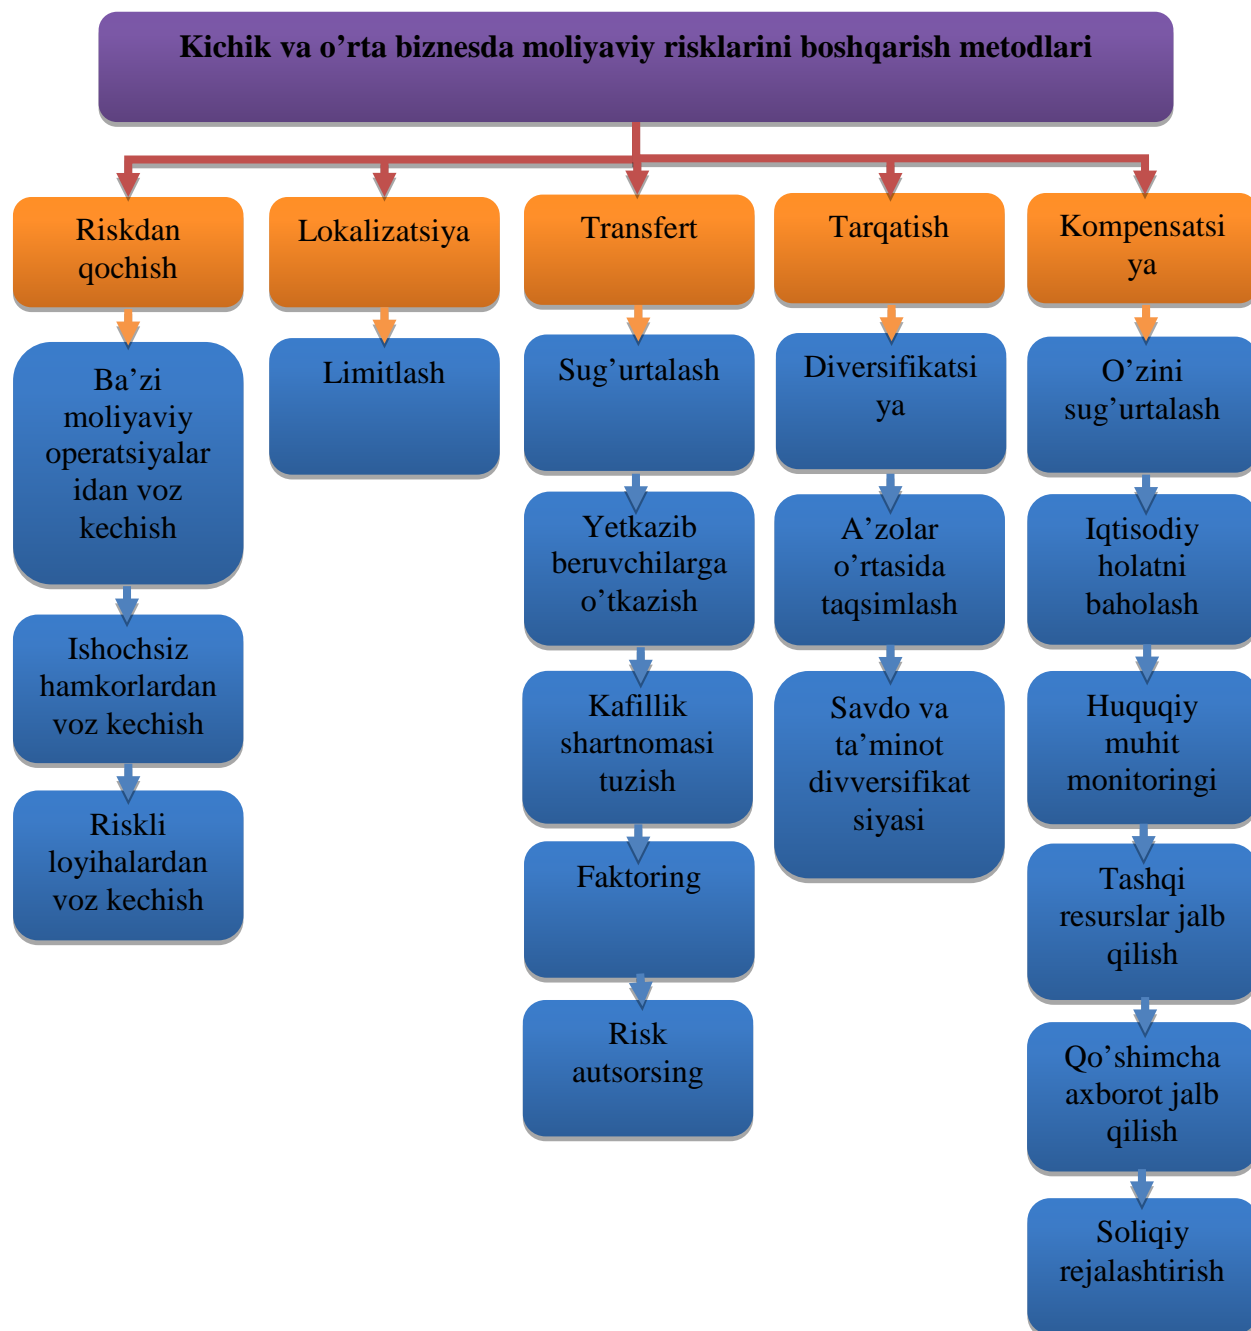 Kichik va o’rta biznesda moliyaviy risklarini boshqarish metodlari
Riskdan
qochish
Lokalizatsiya
Transfert
Tarqatish
Kompensatsi
ya
Ba’zi
moliyaviy
operatsiyalar
idan voz
kechish
Ishochsiz
hamkorlardan
voz kechish
Riskli
loyihalardan
voz kechish
Limitlash
Sug’urtalash
Yetkazib
beruvchilarga
o’tkazish
Kafillik
shartnomasi
tuzish
Faktoring
Risk
autsorsing
Diversifikatsi
ya
A’zolar
o’rtasida
taqsimlash
Savdo va
ta’minot
divversifikat
siyasi
O’zini
sug’urtalash
Iqtisodiy
holatni
baholash
Huquqiy
muhit
monitoringi
Tashqi
resurslar jalb
qilish
Qo’shimcha
axborot jalb
qilish
Soliqiy
rejalashtirish